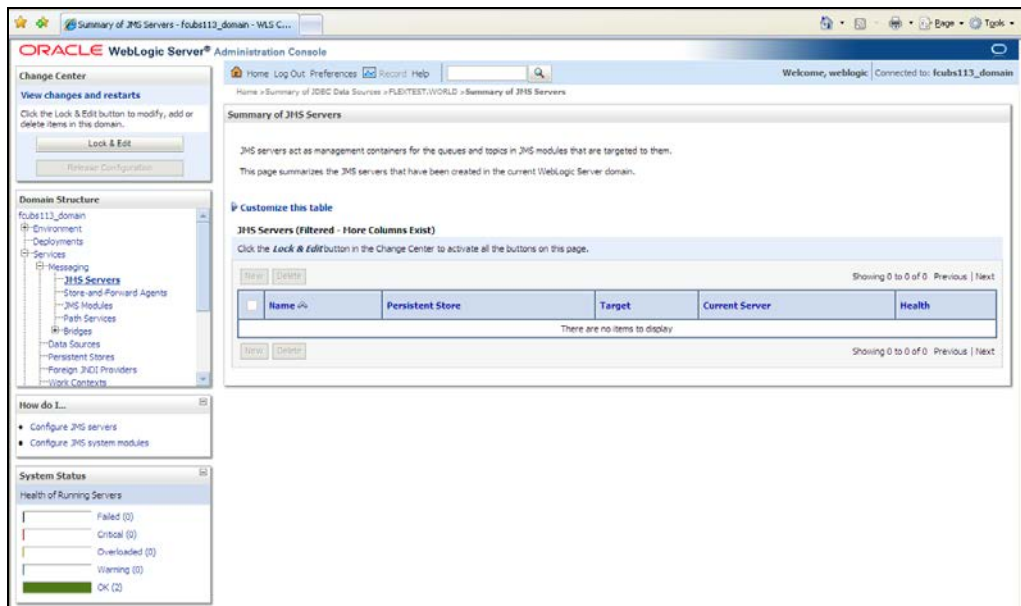 Summary of JMS Servers - fcubs113_domain - WLS C...
Page
Tools
ORACLE WebLogic Server® Administration Console
Change Center
View changes and restarts
Click the Lock & Edit button to modify, add or
delete items in this domain.
Lock & Edit
Release Configuration
Domain Structure
fcubs113_domain
Environment
Deployments
Services
Messaging
JMS Servers
Store-and-Forward Agents
JMS Modules
Path Services
Bridges
Data Sources
Persistent Stores
Foreign JNDI Providers
Work Contexts
How do I...
Configure JMS servers
Configure JMS system modules
System Status
Health of Running Servers
Failed (0)
Critical (0)
Overloaded (0)
Warning (0)
OK (2)
Home Log Out Preferences Record Help
Welcome, weblogic Connected to: fcubs113_domain
Home >Summary of JDBC Data Sources >FLEXTEST.WORLD >Summary of JMS Servers
Summary of JMS Servers
JMS servers act as management containers for the queues and topics in JMS modules that are targeted to them.
This page summarizes the JMS servers that have been created in the current WebLogic Server domain.
Customize this table
JMS Servers (Filtered - More Columns Exist)
Click the Lock & Edit button in the Change Center to activate all the buttons on this page.
New Delete Showing 0 to 0 of 0 Previous | Next
Name Persistent Store Target Current Server Health
There are no items to display
New Delete Showing 0 to 0 of 0 Previous | Next